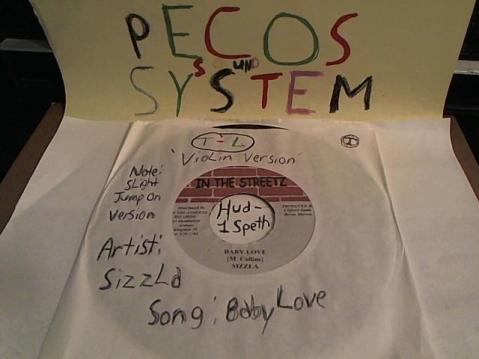 PECOS
SOUND
SYSTEM
T-L
'Violin Version'
I
Note:
SLight
Jump On
Version
IN THE STREETZ
Hud-
1 Speth
BABY LOVE
(M. Collins)
SIZZLA
Artist:
SizzLa
Song: Baby Love